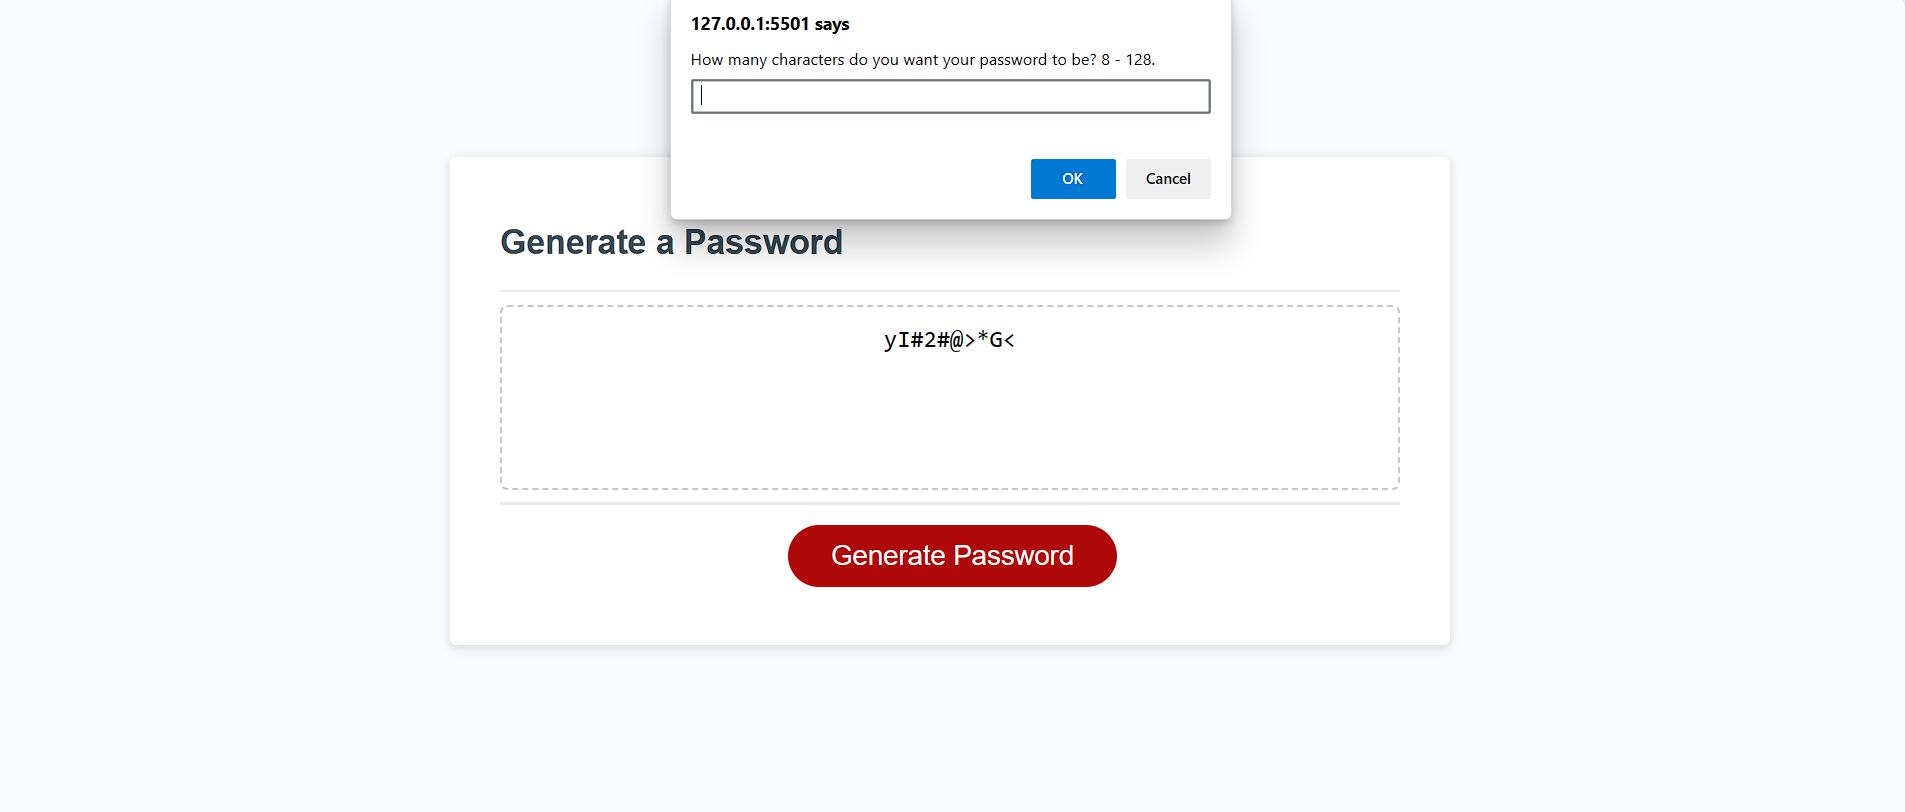 127.0.0.1:5501 says
How many characters do you want your password to be? 8 - 128.
OK Cancel
Generate a Password
yI#2#@>*G<
Generate Password